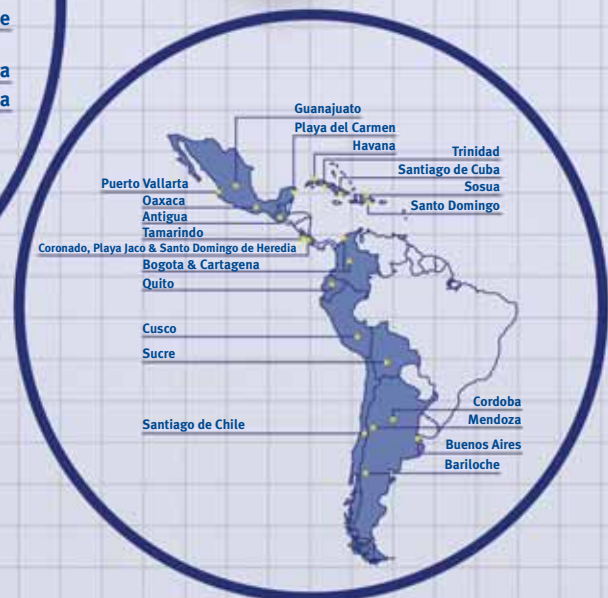 e
a
a
Guanajuato
Playa del Carmen
Havana
Trinidad
Santiago de Cuba
Sosua
Santo Domingo
Puerto Vallarta
Oaxaca
Antigua
Tamarindo
Coronado, Playa Jaco & Santo Domingo de Heredia
Bogota & Cartagena
Quito
Cusco
Sucre
Santiago de Chile
Cordoba
Mendoza
Buenos Aires
Bariloche